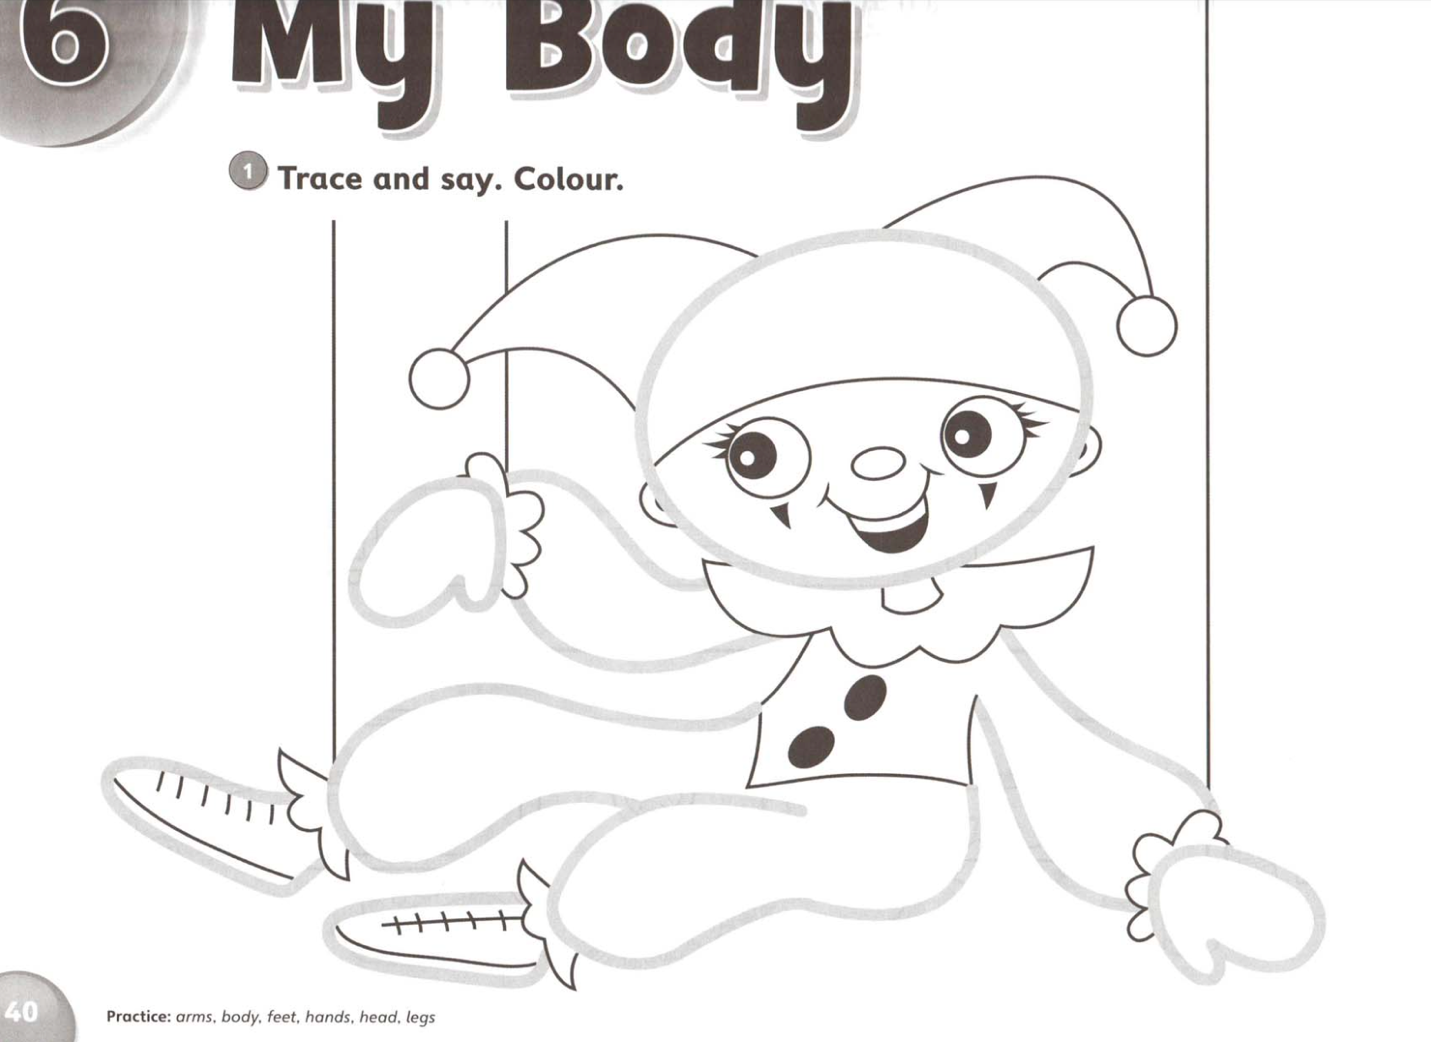 6 My Body
1 Trace and say. Colour.
40
Practice: arms, body, feet, hands, head, legs